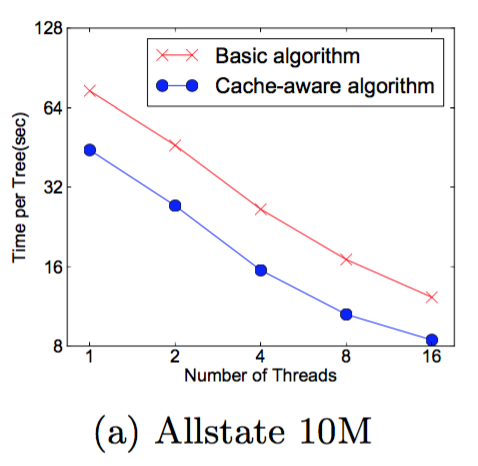 128
64
32
16
8
Time per Tree(sec)
Basic algorithm
Cache-aware algorithm
1 2 4 8 16
Number of Threads
(a) Allstate 10M